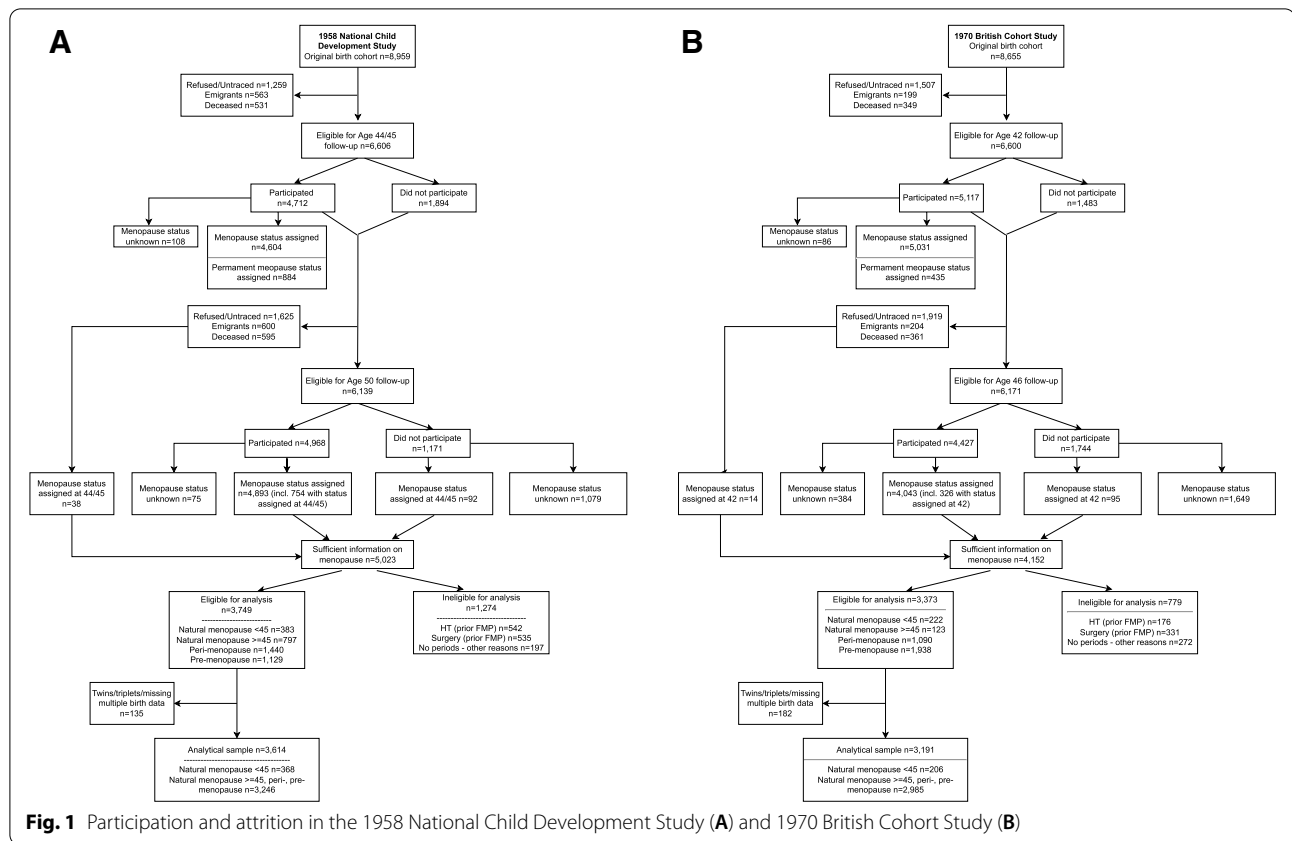 A
1958 National Child
Development Study
Original birth cohort n=8,959
Refused/Untraced n=1,259
Emigrants n=563
Deceased n=531
Eligible for Age 44/45
follow-up n=6,606
Participated
n=4,712
Did not participate
n=1,894
Menopause status
unknown n=108
Menopause status assigned
n=4,604
Permament meopause status
assigned n=884
Refused/Untraced n=1,625
Emigrants n=600
Deceased n=595
Eligible for Age 50 follow-up
n=6,139
Participated n=4,968
Did not participate
n=1,171
Menopause status
assigned at 44/45
n=38
Menopause status
unknown n=75
Menopause status assigned
n=4,893 (incl. 754 with status
assigned at 44/45)
Menopause status
assigned at 44/45 n=92
Menopause status
unknown n=1,079
Sufficient information on
menopause n=5,023
Eligible for analysis
n=3,749
-------------------------
Natural menopause <45 n=383
Natural menopause >=45 n=797
Peri-menopause n=1,440
Pre-menopause n=1,129
Ineligible for analysis
n=1,274
-------------------------------
HT (prior FMP) n=542
Surgery (prior FMP) n=535
No periods - other reasons n=197
Twins/triplets/missing
multiple birth data
n=135
Analytical sample n=3,614
-------------------------------------
Natural menopause <45 n=368
Natural menopause >=45, peri-, pre-
menopause n=3,246
B
1970 British Cohort Study
Original birth cohort
n=8,655
Refused/Untraced n=1,507
Emigrants n=199
Deceased n=349
Eligible for Age 42 follow-up
n=6,600
Participated n=5,117
Did not participate
n=1,483
Menopause status
unknown n=86
Menopause status assigned
n=5,031
Permament meopause status
assigned n=435
Refused/Untraced n=1,919
Emigrants n=204
Deceased n=361
Eligible for Age 46 follow-up
n=6,171
Participated n=4,427
Did not participate
n=1,744
Menopause status
assigned at 42 n=14
Menopause status
unknown n=384
Menopause status assigned
n=4,043 (incl. 326 with status
assigned at 42)
Menopause status
assigned at 42 n=95
Menopause status
unknown n=1,649
Sufficient information on
menopause n=4,152
Eligible for analysis n=3,373
Natural menopause <45 n=222
Natural menopause >=45 n=123
Peri-menopause n=1,090
Pre-menopause n=1,938
Ineligible for analysis n=779
HT (prior FMP) n=176
Surgery (prior FMP) n=331
No periods - other reasons n=272
Twins/triplets/missing
multiple birth data
n=182
Analytical sample n=3,191
Natural menopause <45 n=206
Natural menopause >=45, peri-, pre-
menopause n=2,985
Fig. 1 Participation and attrition in the 1958 National Child Development Study (A) and 1970 British Cohort Study (B)